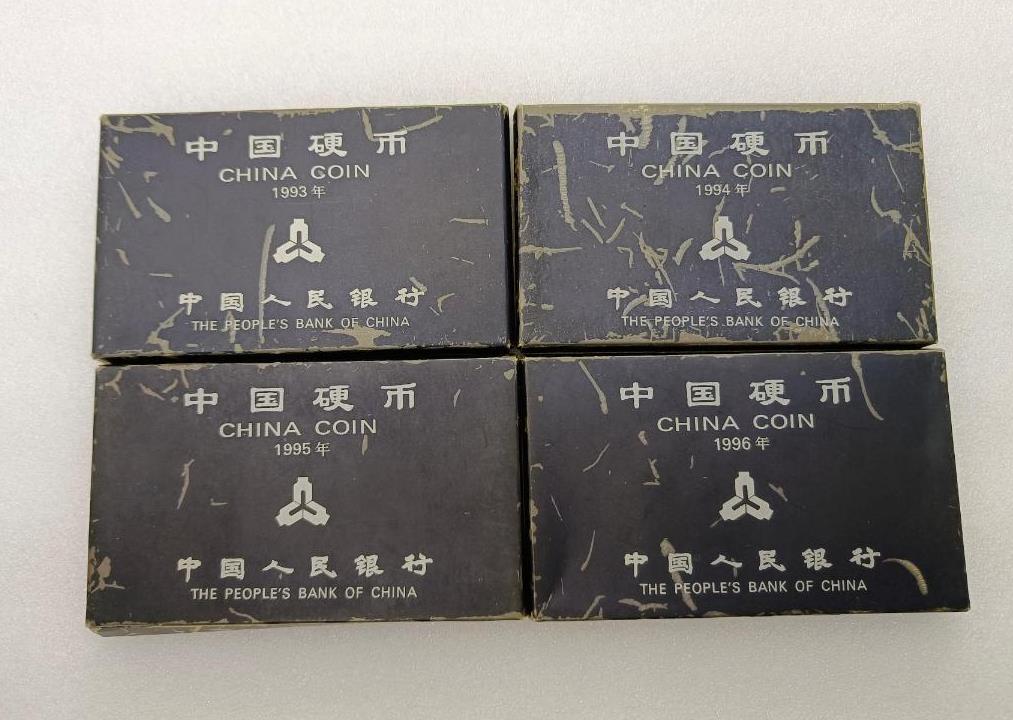 中国硬币
CHINA COIN
1993年
中国人民银行
THE PEOPLE'S BANK OF CHINA
中国硬币
CHINA COIN
1994年
中国人民银行
THE PEOPLE'S BANK OF CHINA
中国硬币
CHINA COIN
1995年
中国人民银行
THE PEOPLE'S BANK OF CHINA
中国硬币
CHINA COIN
1996年
中国人民银行
THE PEOPLE'S BANK OF CHINA